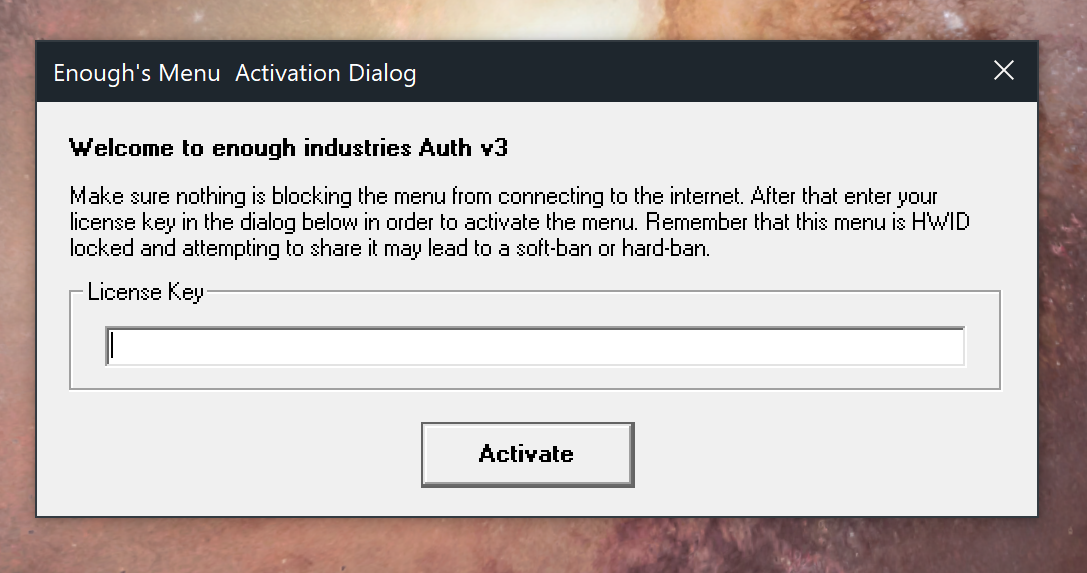 Enough's Menu  Activation Dialog
Welcome to enough industries Auth v3
Make sure nothing is blocking the menu from connecting to the internet. After that enter your
license key in the dialog below in order to activate the menu. Remember that this menu is HWID
locked and attempting to share it may lead to a soft-ban or hard-ban.
License Key
Activate